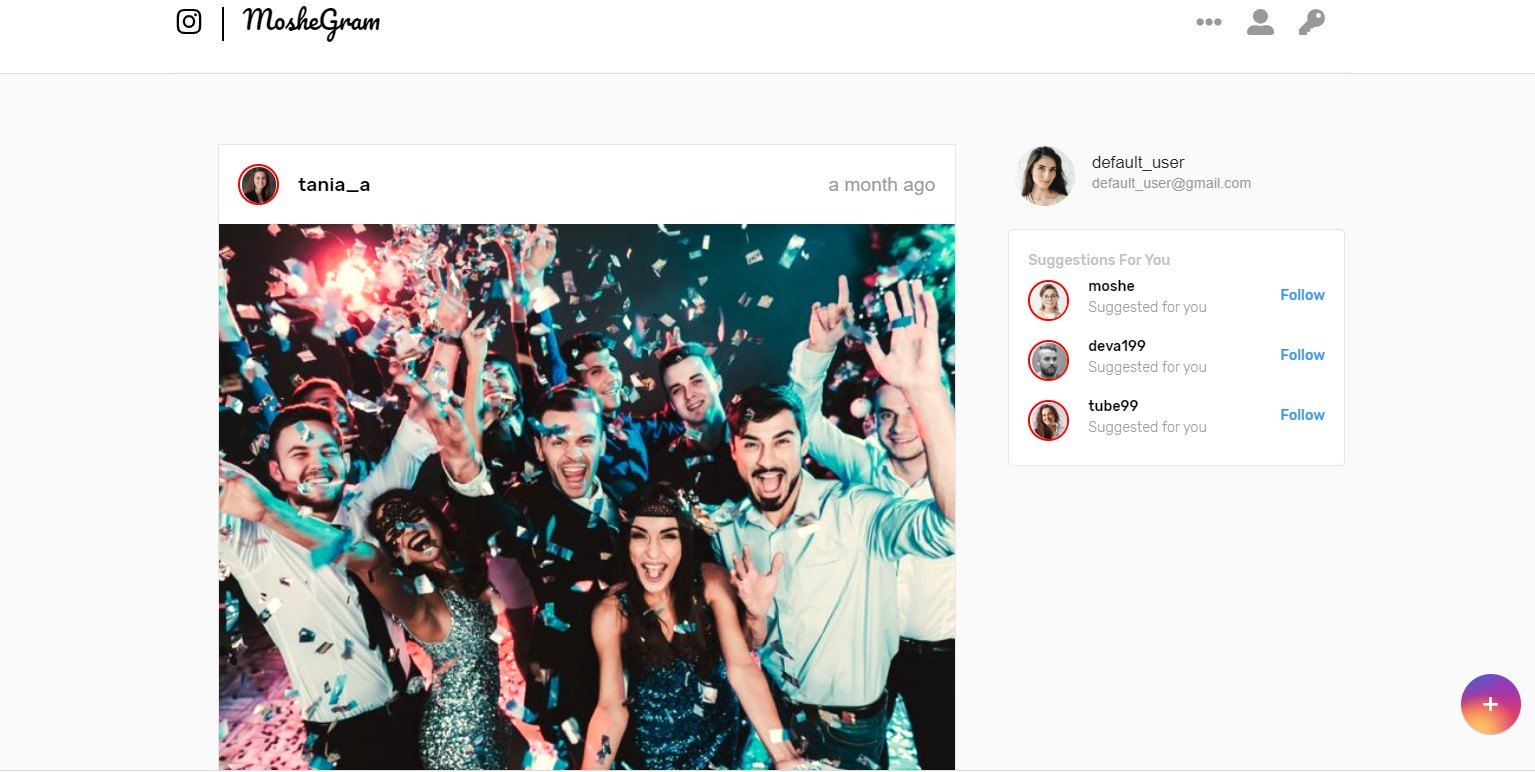 MosheGram
tania_a
a month ago
default_user
default_user@gmail.com
Suggestions For You
moshe
Suggested for you
Follow
deva199
Suggested for you
Follow
tube99
Suggested for you
Follow